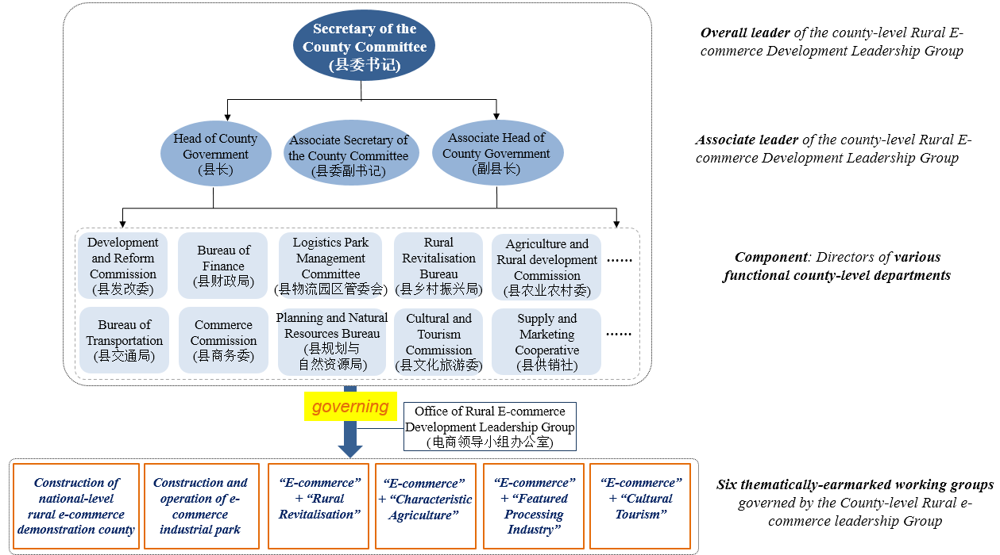 Secretary of the
County Committee
(县委书记)
Overall leader of the county-level Rural E-
commerce Development Leadership Group
Head of County
Government
(县长)
Associate Secretary of
the County Committee
(县委副书记)
Associate Head of
County Government
(副县长)
Associate leader of the county-level Rural E-
commerce Development Leadership Group
Development
and Reform
Commission
(县发改委)
Bureau of
Finance
(县财政局)
Logistics Park
Management
Committee
(县物流园区管委会)
Rural
Revitalisation
Bureau
(县乡村振兴局)
Agriculture and
Rural development
Commission
(县农业农村委)
......
Component: Directors of various
functional county-level departments
Bureau of
Transportation
(县交通局)
Commerce
Commission
(县商务委)
Planning and Natural
Resources Bureau
(县规划与
自然资源局)
Cultural and
Tourism
Commission
(县文化旅游委)
Supply and
Marketing
Cooperative
(县供销社)
......
governing
Office of Rural E-commerce
Development Leadership Group
(电商领导小组办公室)
Construction of
national-level
rural e-commerce
demonstration county
Construction and
operation of e-
commerce
industrial park
“E-commerce”
+ “Rural
Revitalisation”
“E-commerce”
+ “Characteristic
Agriculture”
“E-commerce”
+ “Featured
Processing
Industry”
“E-commerce”
+ “Cultural
Tourism”
Six thematically-earmarked working groups
governed by the County-level Rural e-
commerce leadership Group